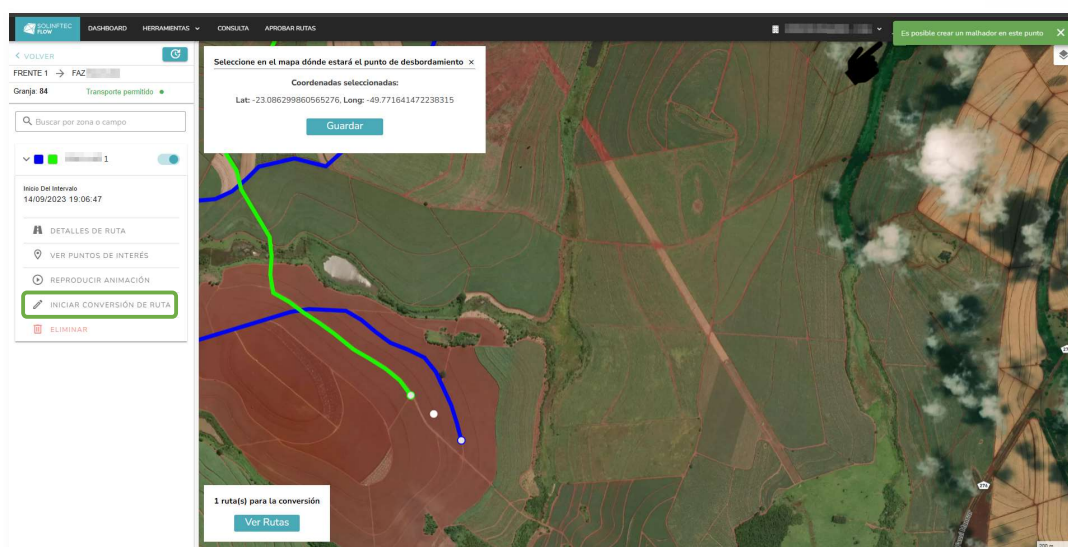 SOLINFTEC
FLOW
DASHBOARD
HERRAMIENTAS
CONSULTA
APROBAR RUTAS
Es posible crear un malhador en este punto
VOLVER
FRENTE 1 → FAZ
Granja: 84
Transporte permitido
Buscar por zona o campo
1
Inicio Del Intervalo
14/09/2023 19:06:47
DETALLES DE RUTA
VER PUNTOS DE INTERÉS
REPRODUCIR ANIMACIÓN
INICIAR CONVERSIÓN DE RUTA
ELIMINAR
Seleccione en el mapa dónde estará el punto de desbordamiento ×
Coordenadas seleccionadas:
Lat: -23.086299860565276, Long: -49.771641472238315
Guardar
1 ruta(s) para la conversión
Ver Rutas